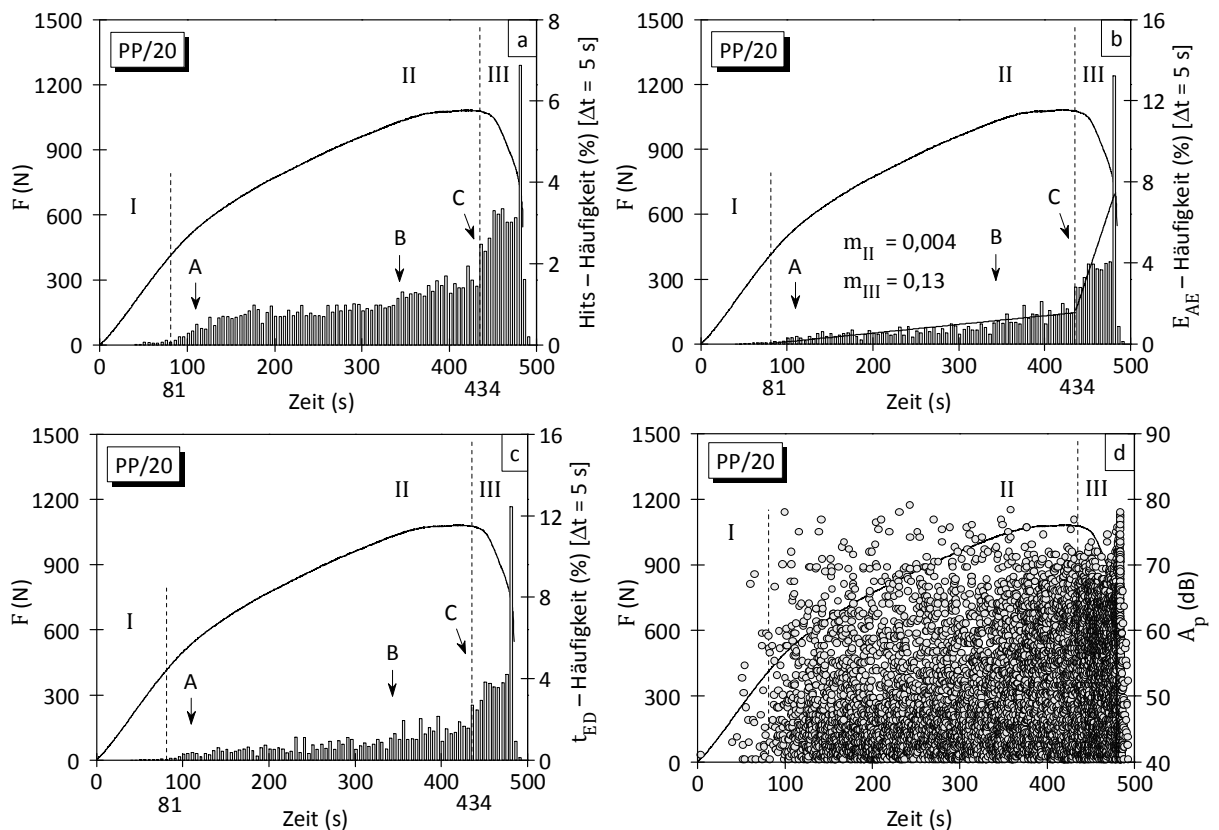 PP/20
a
I
II
III
A
B
C
F (N)
1500
1200
900
600
300
0
8
6
4
2
0
Hits – Häufigkeit (%) [Δt = 5 s]
0 100 200 300 400 500
81 434
Zeit (s)
PP/20
b
I
II
III
A
B
C
m_II = 0,004
m_III = 0,13
F (N)
1500
1200
900
600
300
0
16
12
8
4
0
E_AE – Häufigkeit (%) [Δt = 5 s]
0 100 200 300 400 500
81 434
Zeit (s)
PP/20
c
I
II
III
A
B
C
F (N)
1500
1200
900
600
300
0
16
12
8
4
0
t_ED – Häufigkeit (%) [Δt = 5 s]
0 100 200 300 400 500
81 434
Zeit (s)
PP/20
d
I
II
III
F (N)
1500
1200
900
600
300
0
90
80
70
60
50
40
A_p (dB)
0 100 200 300 400 500
Zeit (s)